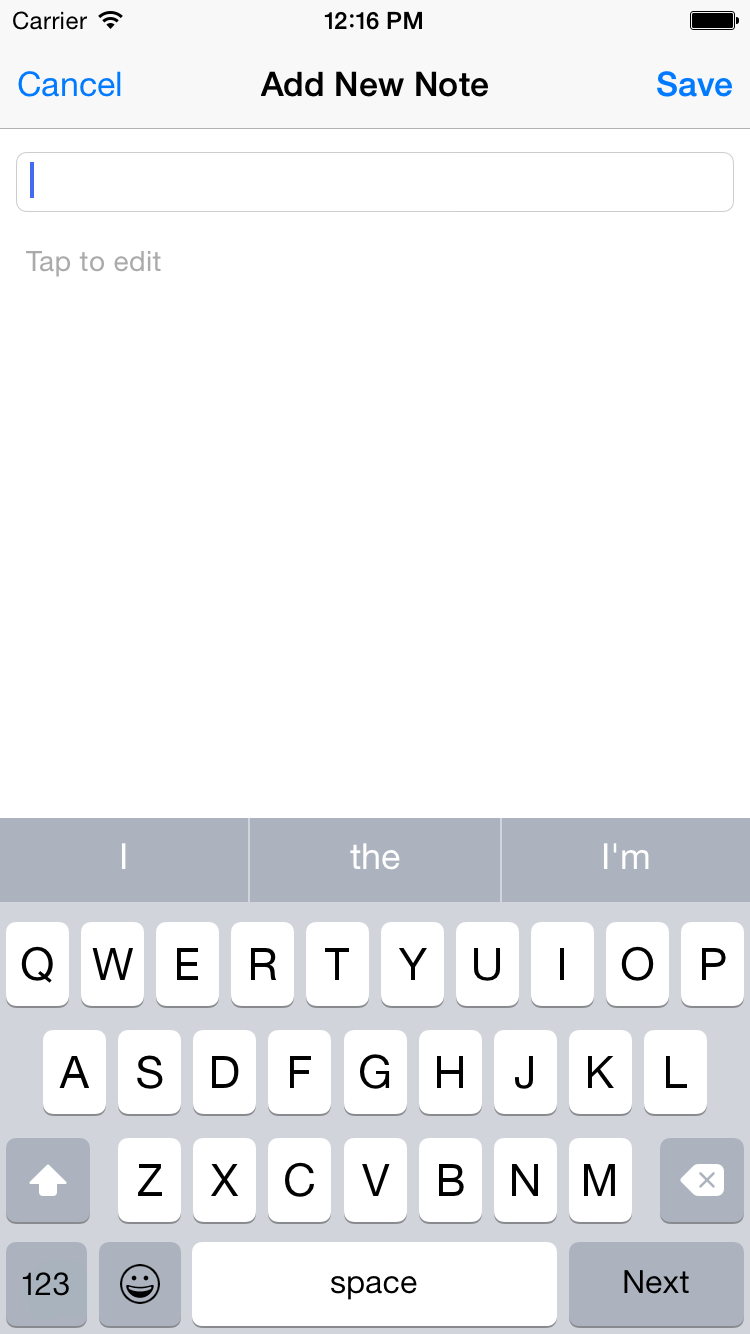 Carrier 12:16 PM
Cancel Add New Note Save
Tap to edit
I the I'm
Q W E R T Y U I O P
A S D F G H J K L
Z X C V B N M
123 space Next